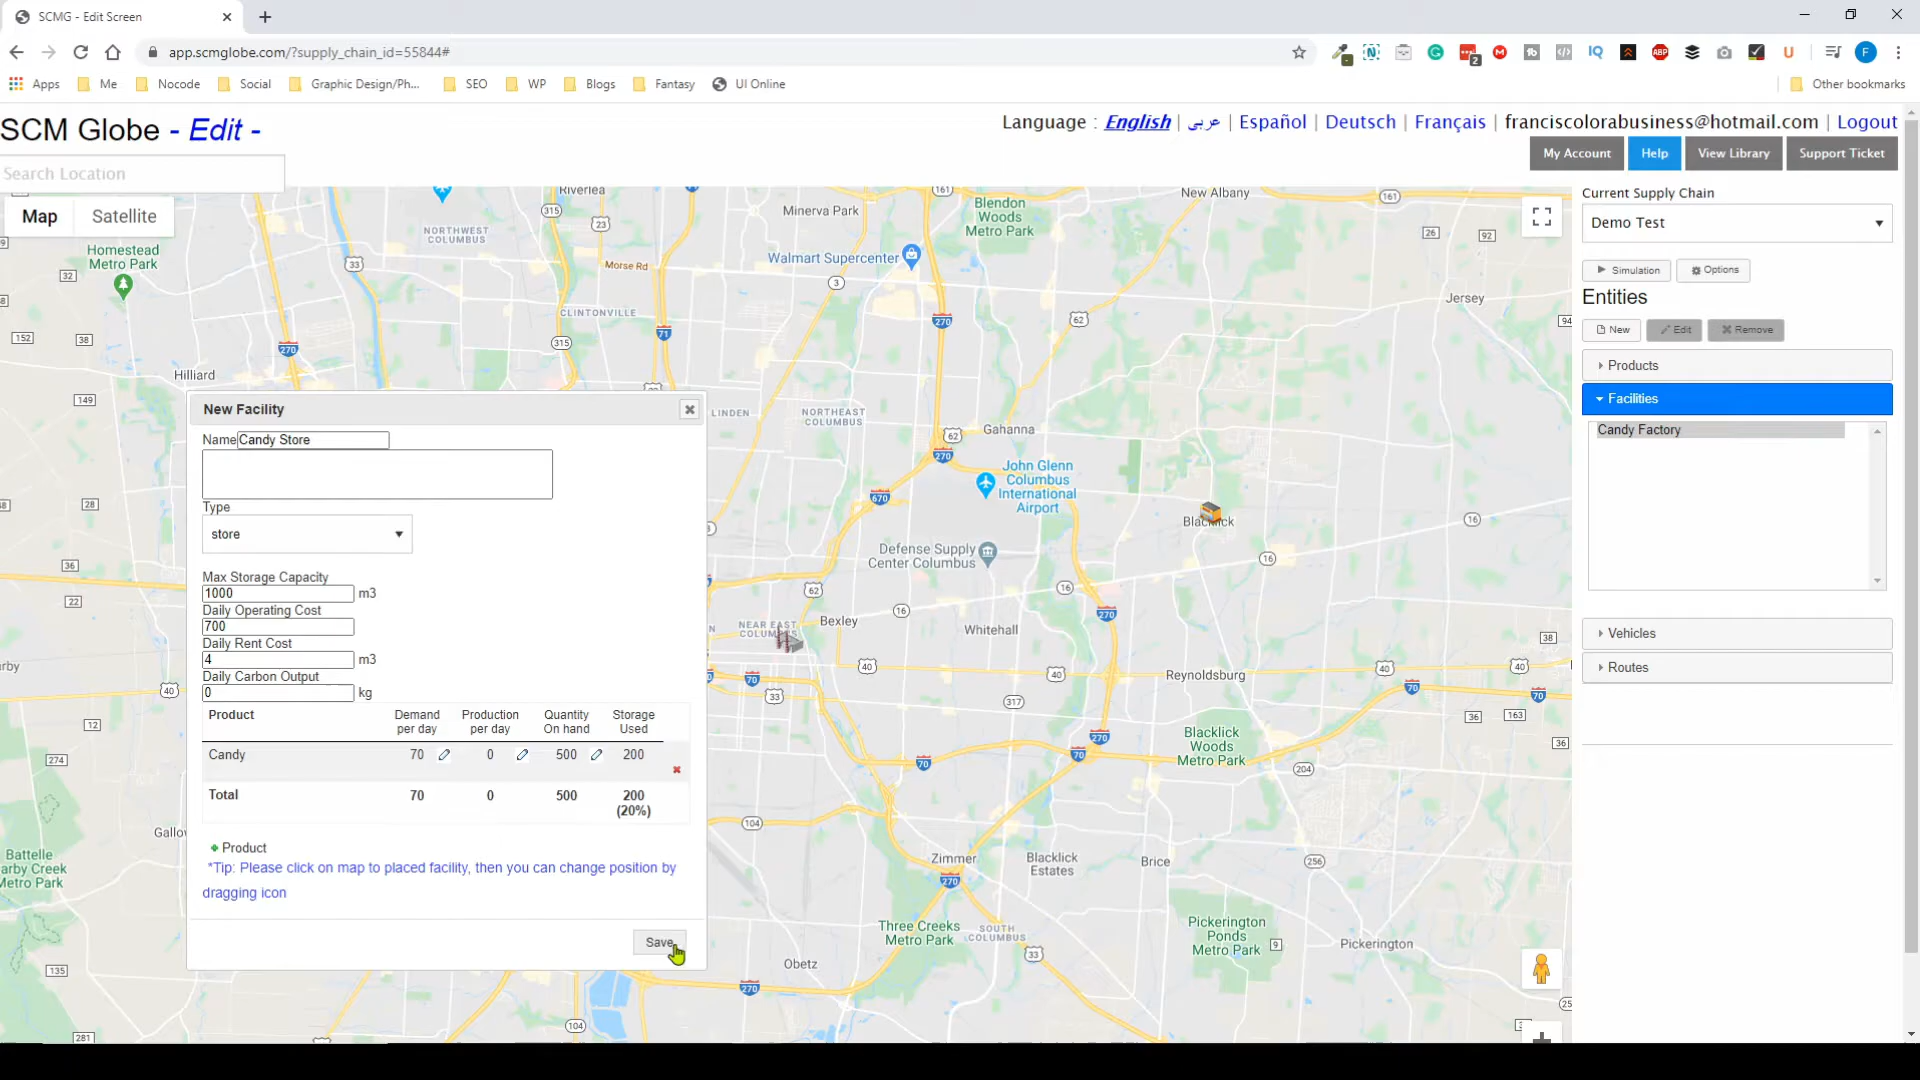 SCMG - Edit Screen
app.scmglobe.com/?supply_chain_id=55844#
Apps Me Nocode Social Graphic Design/Ph... SEO WP Blogs Fantasy UI Online Other bookmarks
SCM Globe - Edit -
Language : English | عربى | Español | Deutsch | Français | franciscolorabusiness@hotmail.com | Logout
My Account Help View Library Support Ticket
Search Location
Map Satellite
Current Supply Chain
Demo Test
Simulation Options
Entities
New Edit Remove
Products
Facilities
Candy Factory
Vehicles
Routes
New Facility
Name Candy Store
Type
store
Max Storage Capacity
1000 m3
Daily Operating Cost
700
Daily Rent Cost
4 m3
Daily Carbon Output
0 kg
Product Demand per day Production per day Quantity On hand Storage Used
Candy 70 0 500 200
Total 70 0 500 200
(20%)
Product
*Tip: Please click on map to placed facility, then you can change position by
dragging icon
Save
Riverlea
Minerva Park
Blendon
Woods
Metro Park
New Albany
NORTHWEST
COLUMBUS
Homestead
Metro Park
Morse Rd
Walmart Supercenter
CLINTONVILLE
Jersey
Hilliard
LINDEN
NORTHEAST
COLUMBUS
Gahanna
John Glenn
Columbus
International
Airport
Blacklick
Defense Supply
Center Columbus
NEAR EAST
COLUMBUS
Bexley
Whitehall
Reynoldsburg
Blacklick
Woods
Metro Park
Zimmer
Blacklick
Estates
Brice
Battelle
arby Creek
Metro Park
Three Creeks
Metro Park
SOUTH
COLUMBUS
Pickerington
Ponds
Metro Park
Pickerington
Obetz